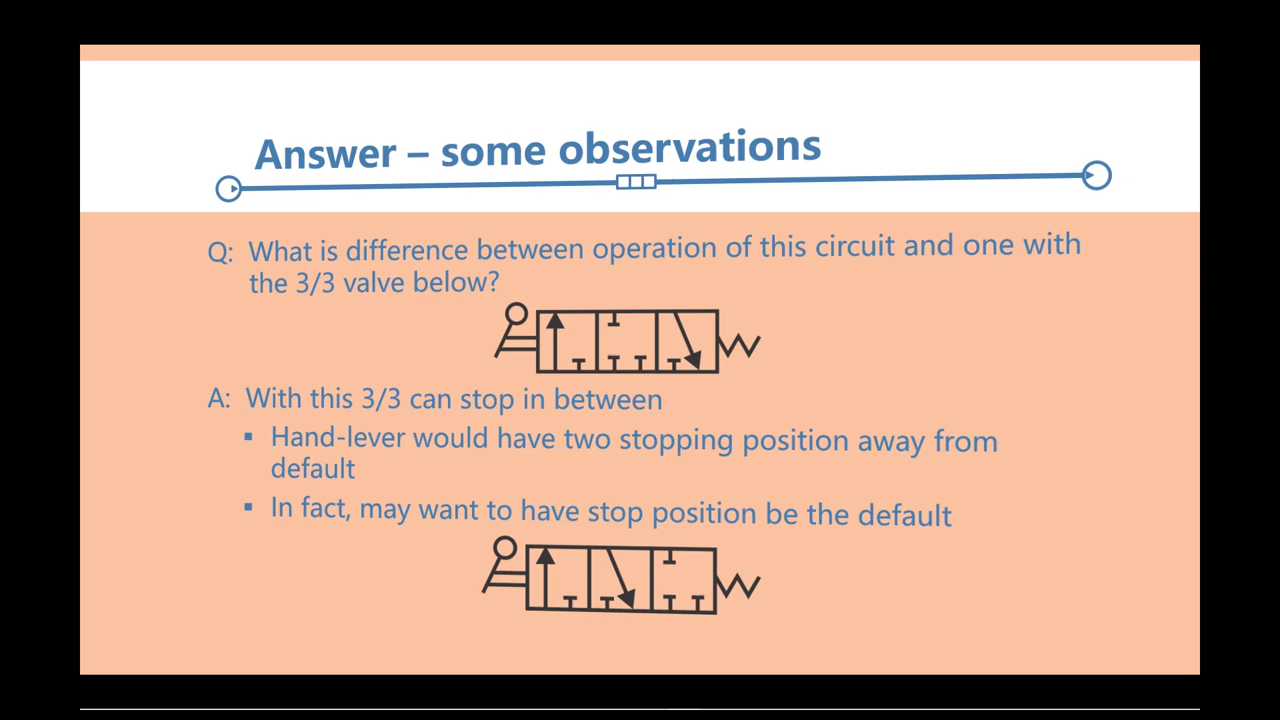 Answer – some observations
Q: What is difference between operation of this circuit and one with
the 3/3 valve below?
A: With this 3/3 can stop in between
▪ Hand-lever would have two stopping position away from
default
▪ In fact, may want to have stop position be the default